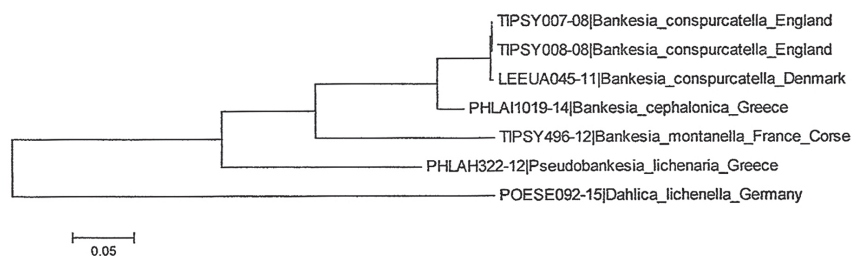 TIPSY007-08|Bankesia_conspurcatella_England
TIPSY008-08|Bankesia_conspurcatella_England
LEEUA045-11|Bankesia_conspurcatella_Denmark
PHLAI1019-14|Bankesia_cephalonica_Greece
TIPSY496-12|Bankesia_montanella_France_Corse
PHLAH322-12|Pseudobankesia_lichenaria_Greece
POESE092-15|Dahlica_lichenella_Germany
0.05